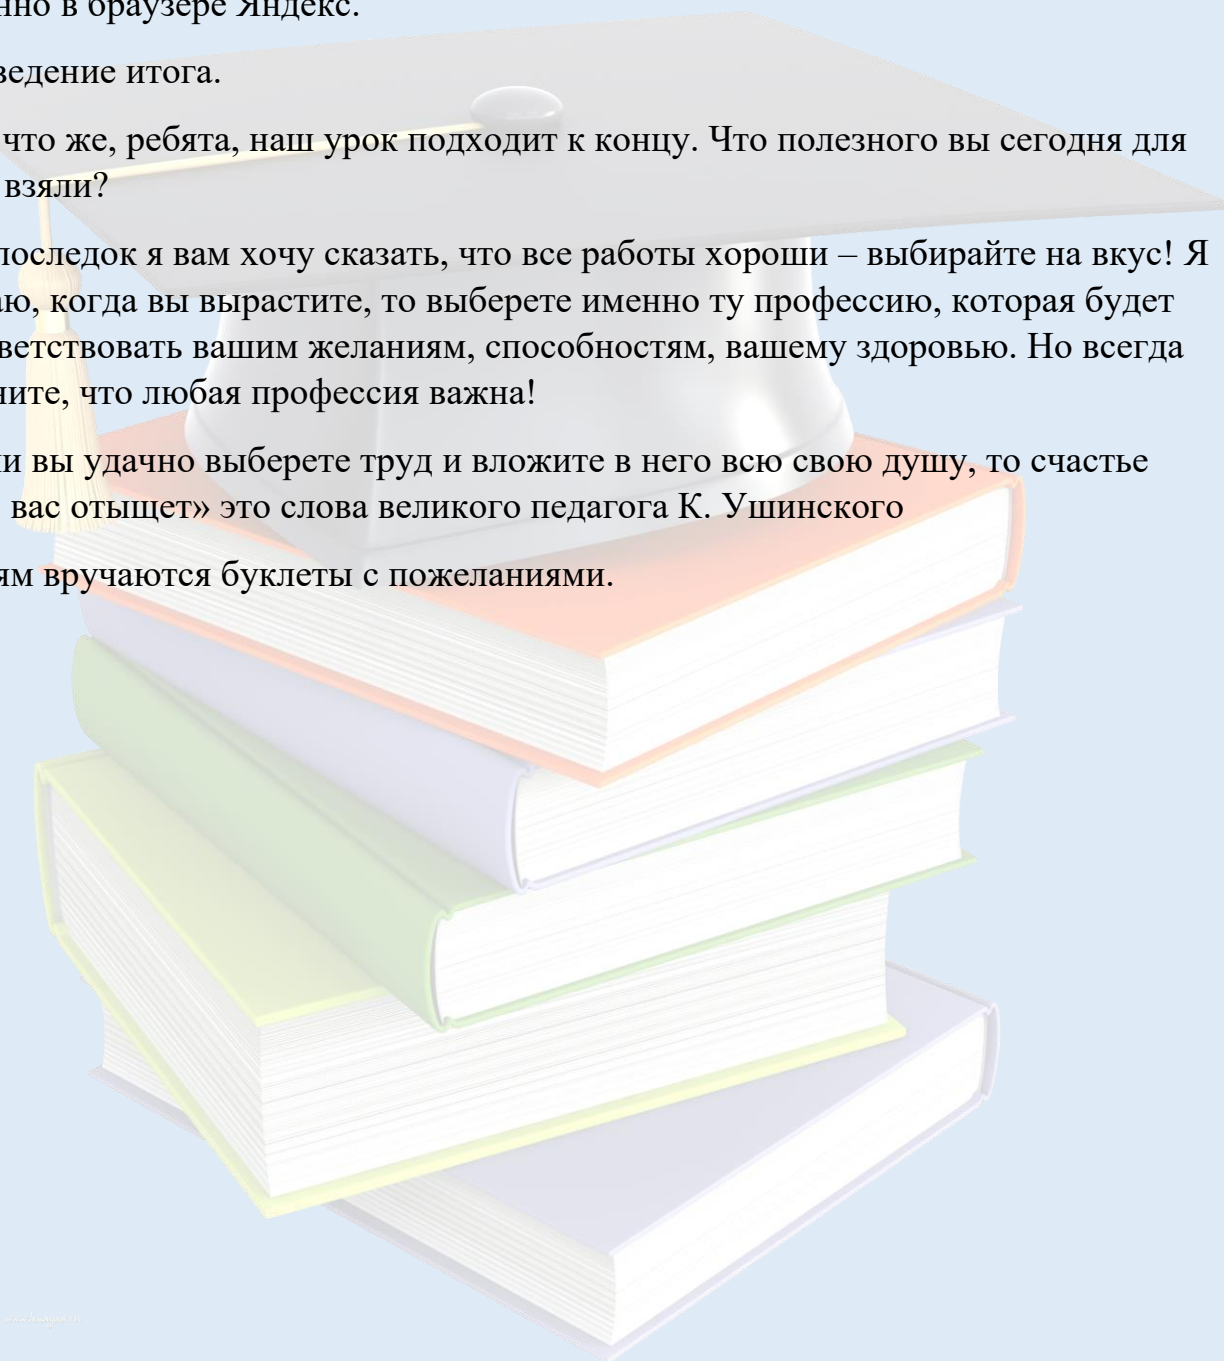 нно в браузере Яндекс.
ведение итога.
что же, ребята, наш урок подходит к концу. Что полезного вы сегодня для
взяли?
последок я вам хочу сказать, что все работы хороши – выбирайте на вкус! Я
аю, когда вы вырастите, то выберете именно ту профессию, которая будет
ветствовать вашим желаниям, способностям, вашему здоровью. Но всегда
ните, что любая профессия важна!
и вы удачно выберете труд и вложите в него всю свою душу, то счастье
вас отыщет» это слова великого педагога К. Ушинского
ям вручаются буклеты с пожеланиями.